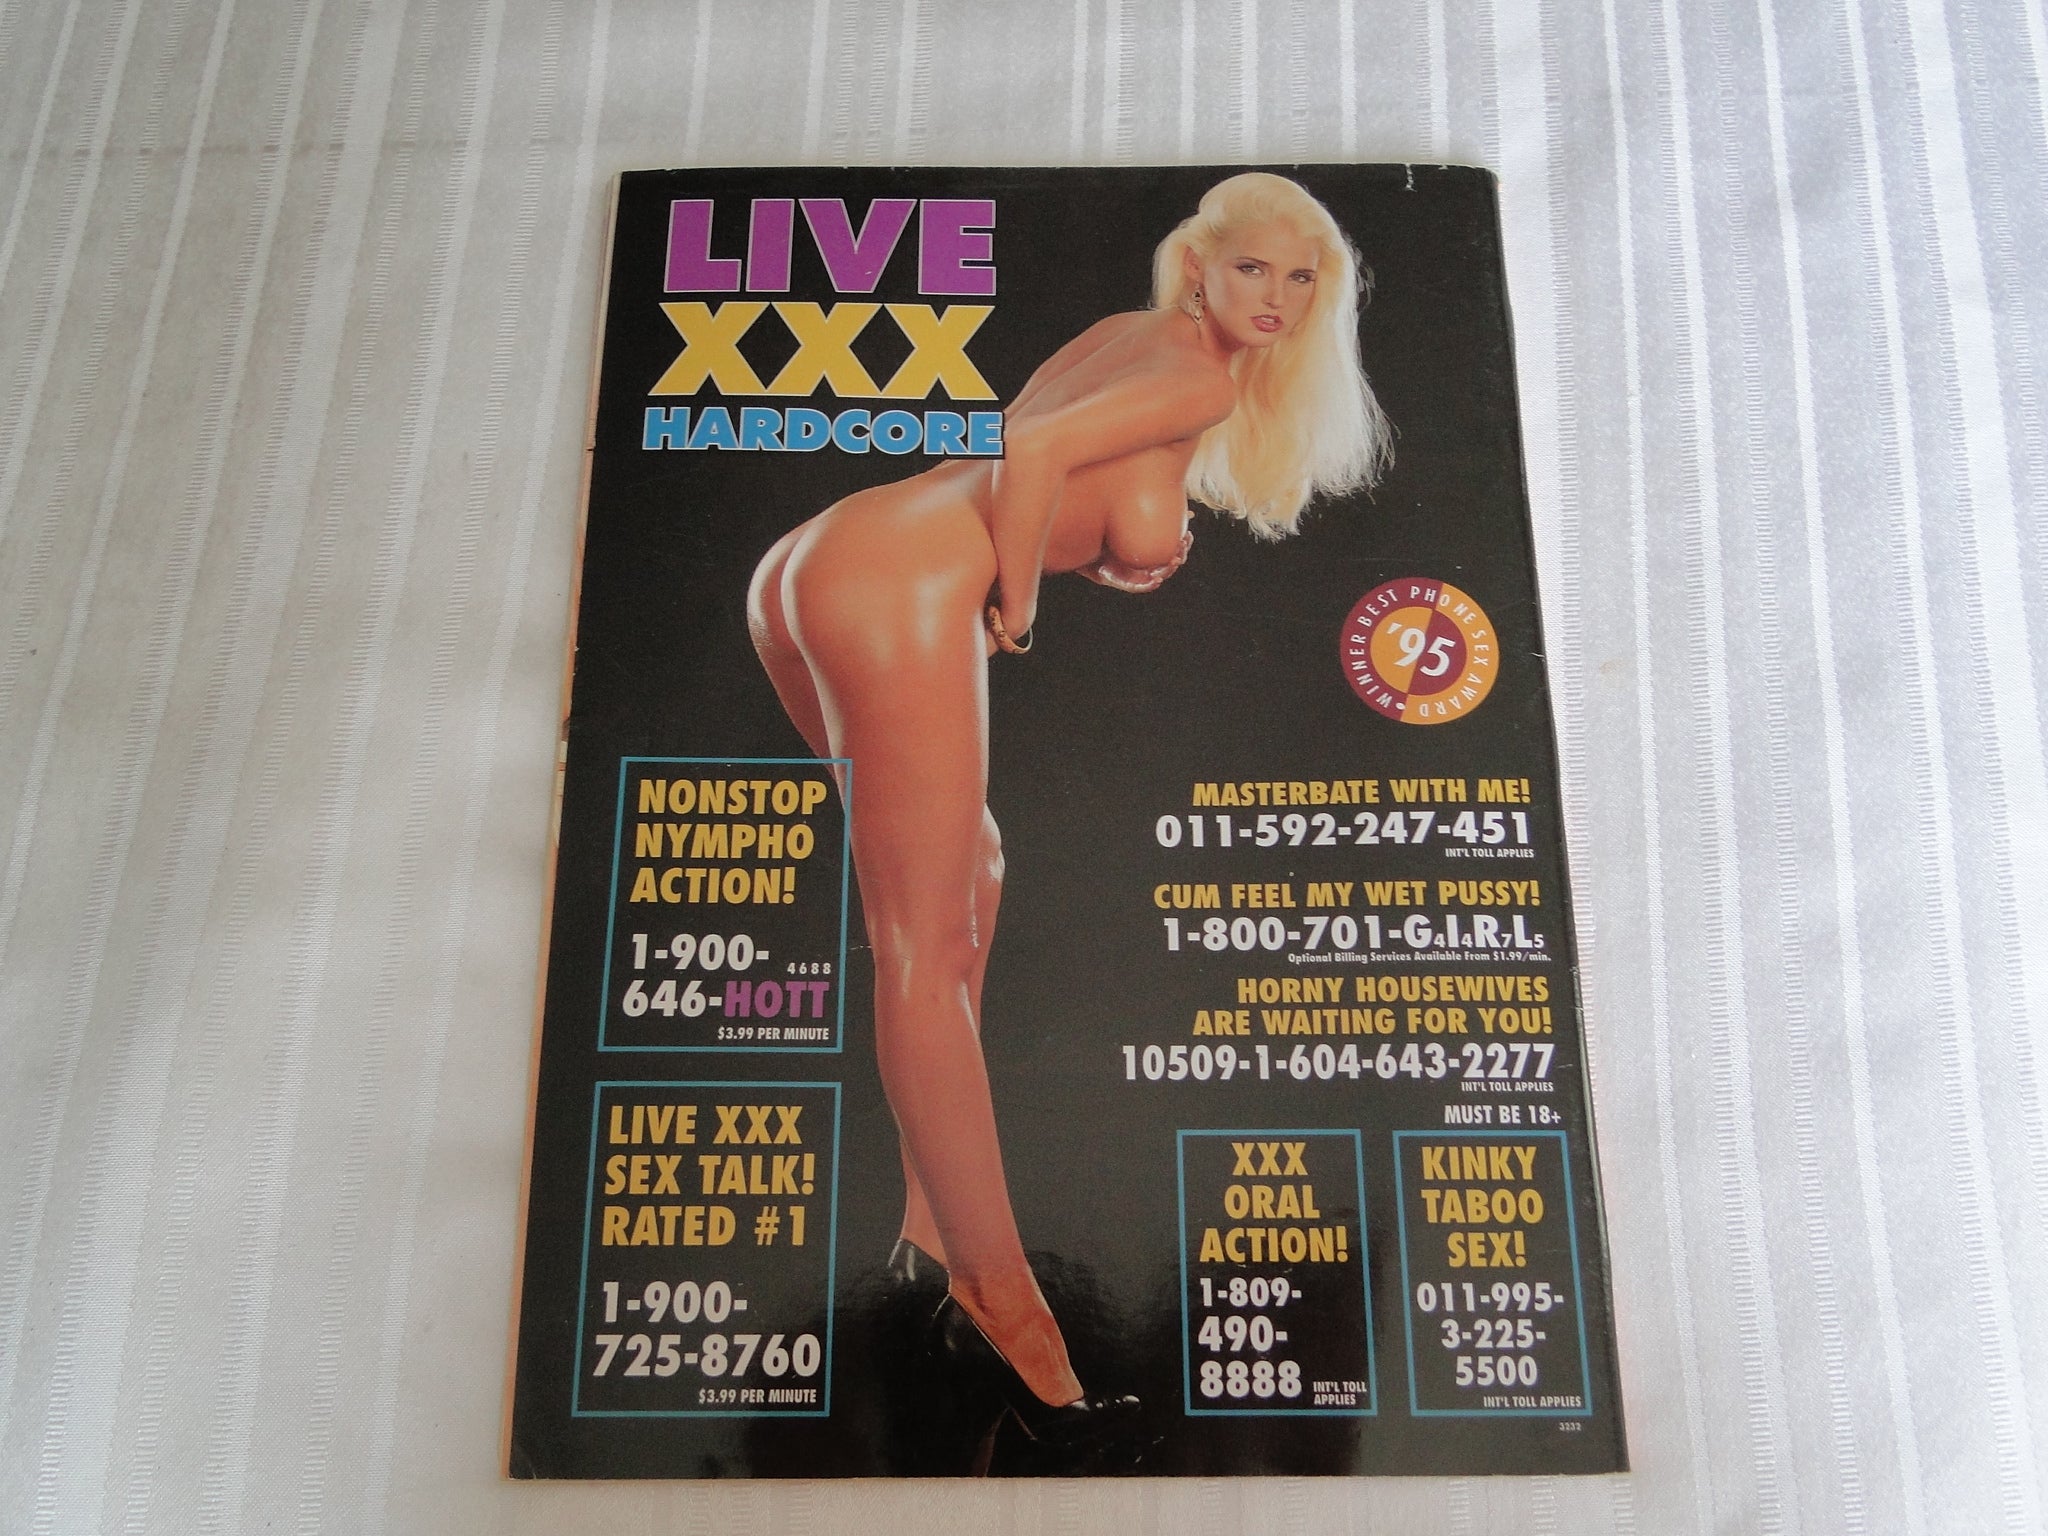 LIVE
XXX
HARDCORE
WINNER BEST PHONE SEX AWARD •
'95
NONSTOP
NYMPHO
ACTION!
1-900-
4688
646-HOTT
$3.99 PER MINUTE
LIVE XXX
SEX TALK!
RATED #1
1-900-
725-8760
$3.99 PER MINUTE
MASTERBATE WITH ME!
011-592-247-451
INT'L TOLL APPLIES
CUM FEEL MY WET PUSSY!
1-800-701-G4I4R7L5
Optional Billing Services Available From $1.99/min.
HORNY HOUSEWIVES
ARE WAITING FOR YOU!
10509-1-604-643-2277
INT'L TOLL APPLIES
MUST BE 18+
XXX
ORAL
ACTION!
1-809-
490-
8888
INT'L TOLL
APPLIES
KINKY
TABOO
SEX!
011-995-
3-225-
5500
INT'L TOLL APPLIES
3232